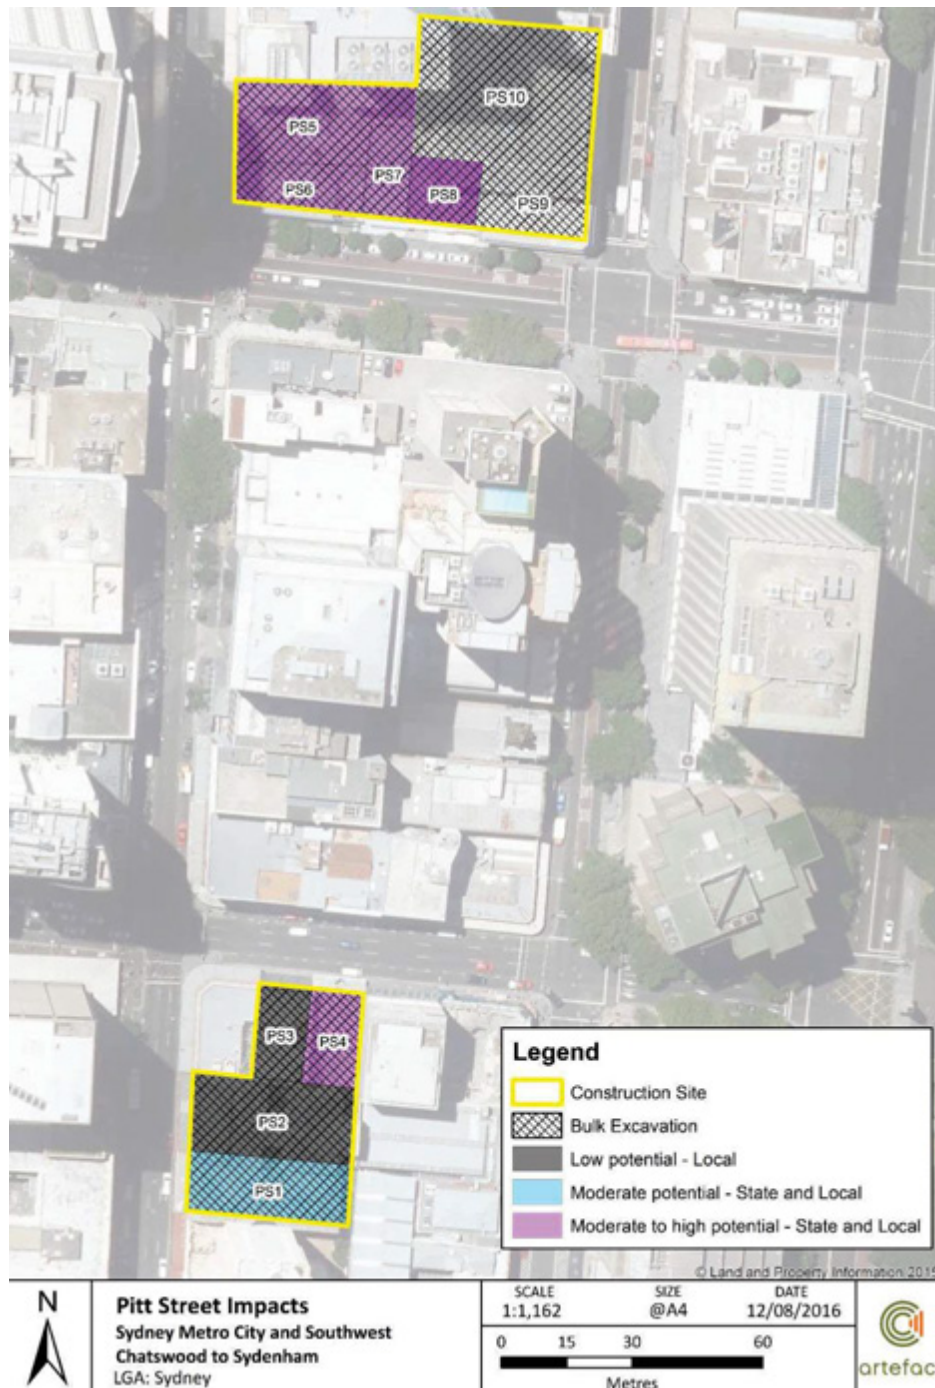 PS10
PS5
PS7
PS6
PS8
PS9
PS3
PS4
PS2
PS1
Legend
Construction Site
Bulk Excavation
Low potential - Local
Moderate potential - State and Local
Moderate to high potential - State and Local
© Land and Property Information 2015
N
Pitt Street Impacts
Sydney Metro City and Southwest
Chatswood to Sydenham
LGA: Sydney
SCALE
1:1,162
SIZE
@A4
DATE
12/08/2016
0 15 30 60
Metres
artefac